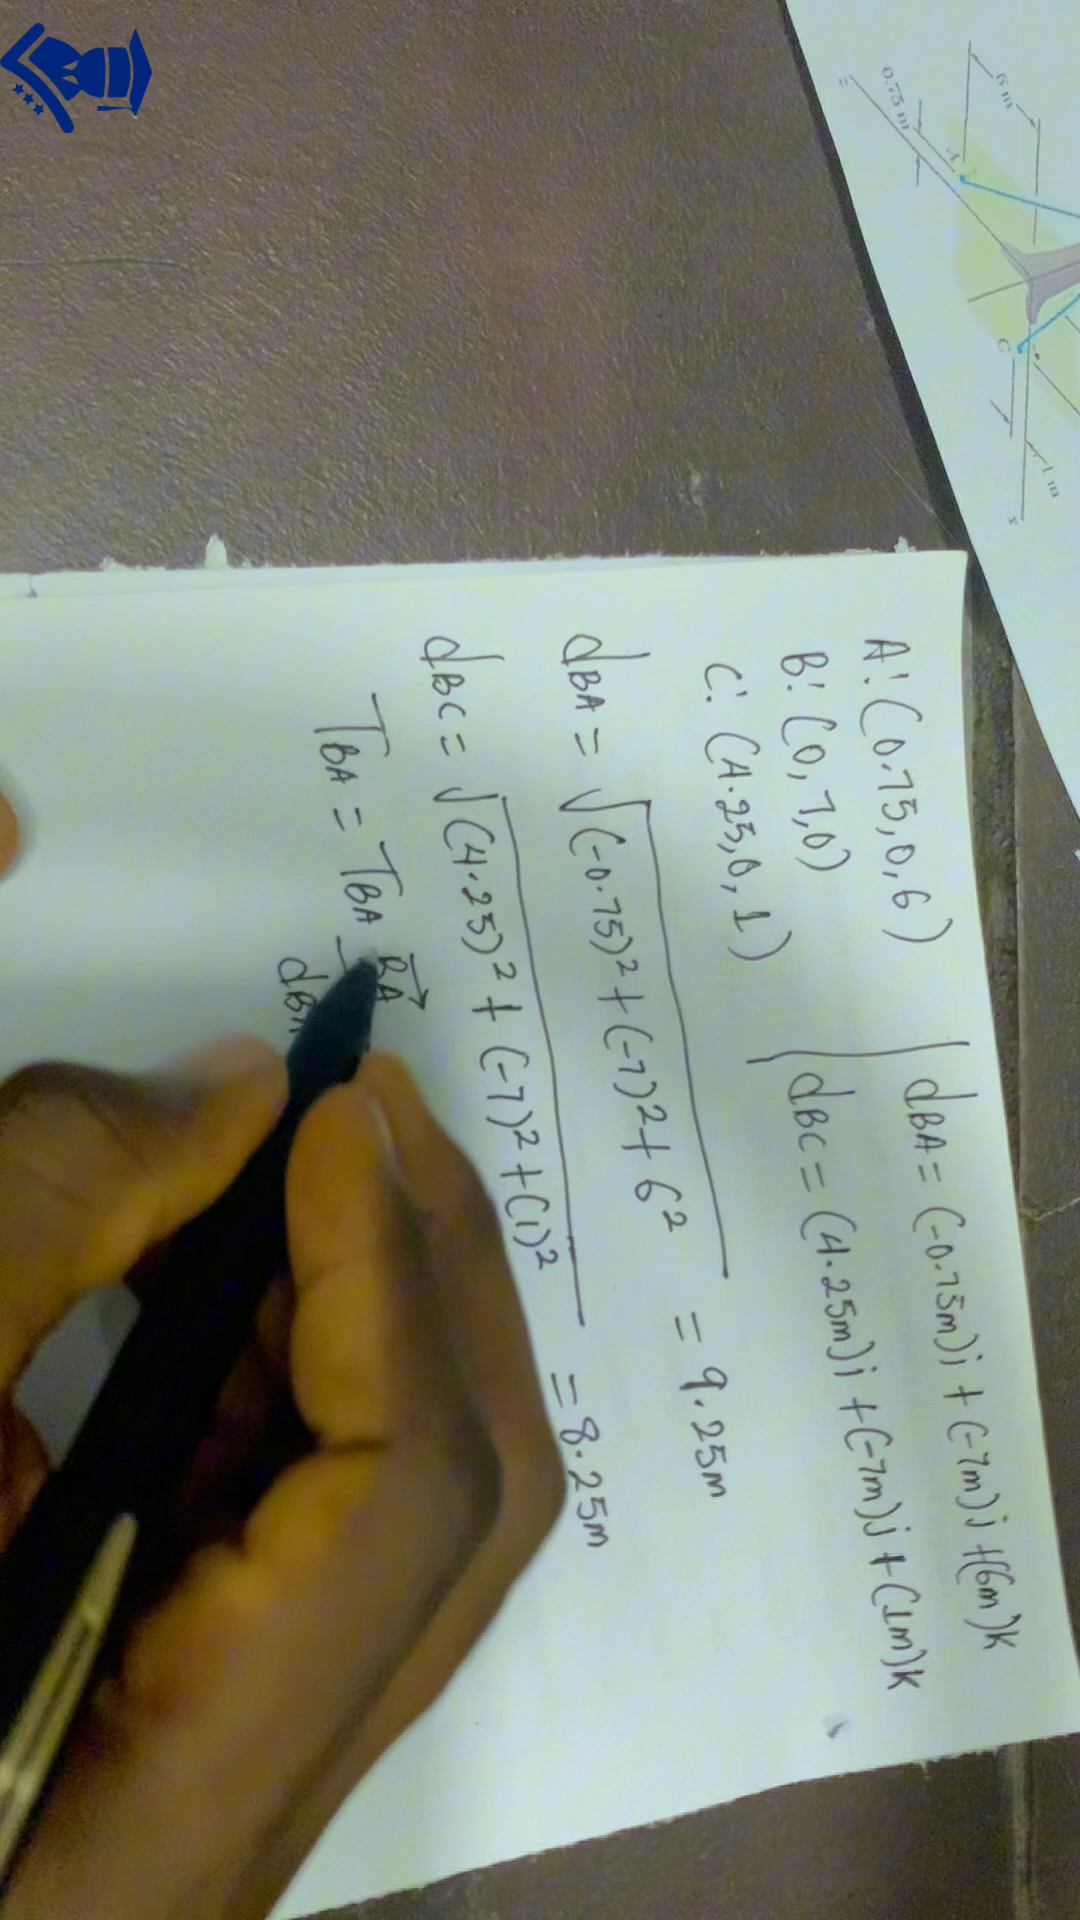 6 m
0.75 m
A
C
1 m
x
A: (0.75,0,6)
B: (0,7,0)
C: (4.25,0,1)
dBA = (-0.75m)i + (-7m)j + (6m)k
dBC = (4.25m)i + (-7m)j + (1m)k
dBA = √(-0.75)² + (-7)² + 6² = 9.25m
dBC = √(4.25)² + (-7)² + (1)² = 8.25m
TBA = TBA BA
dBA